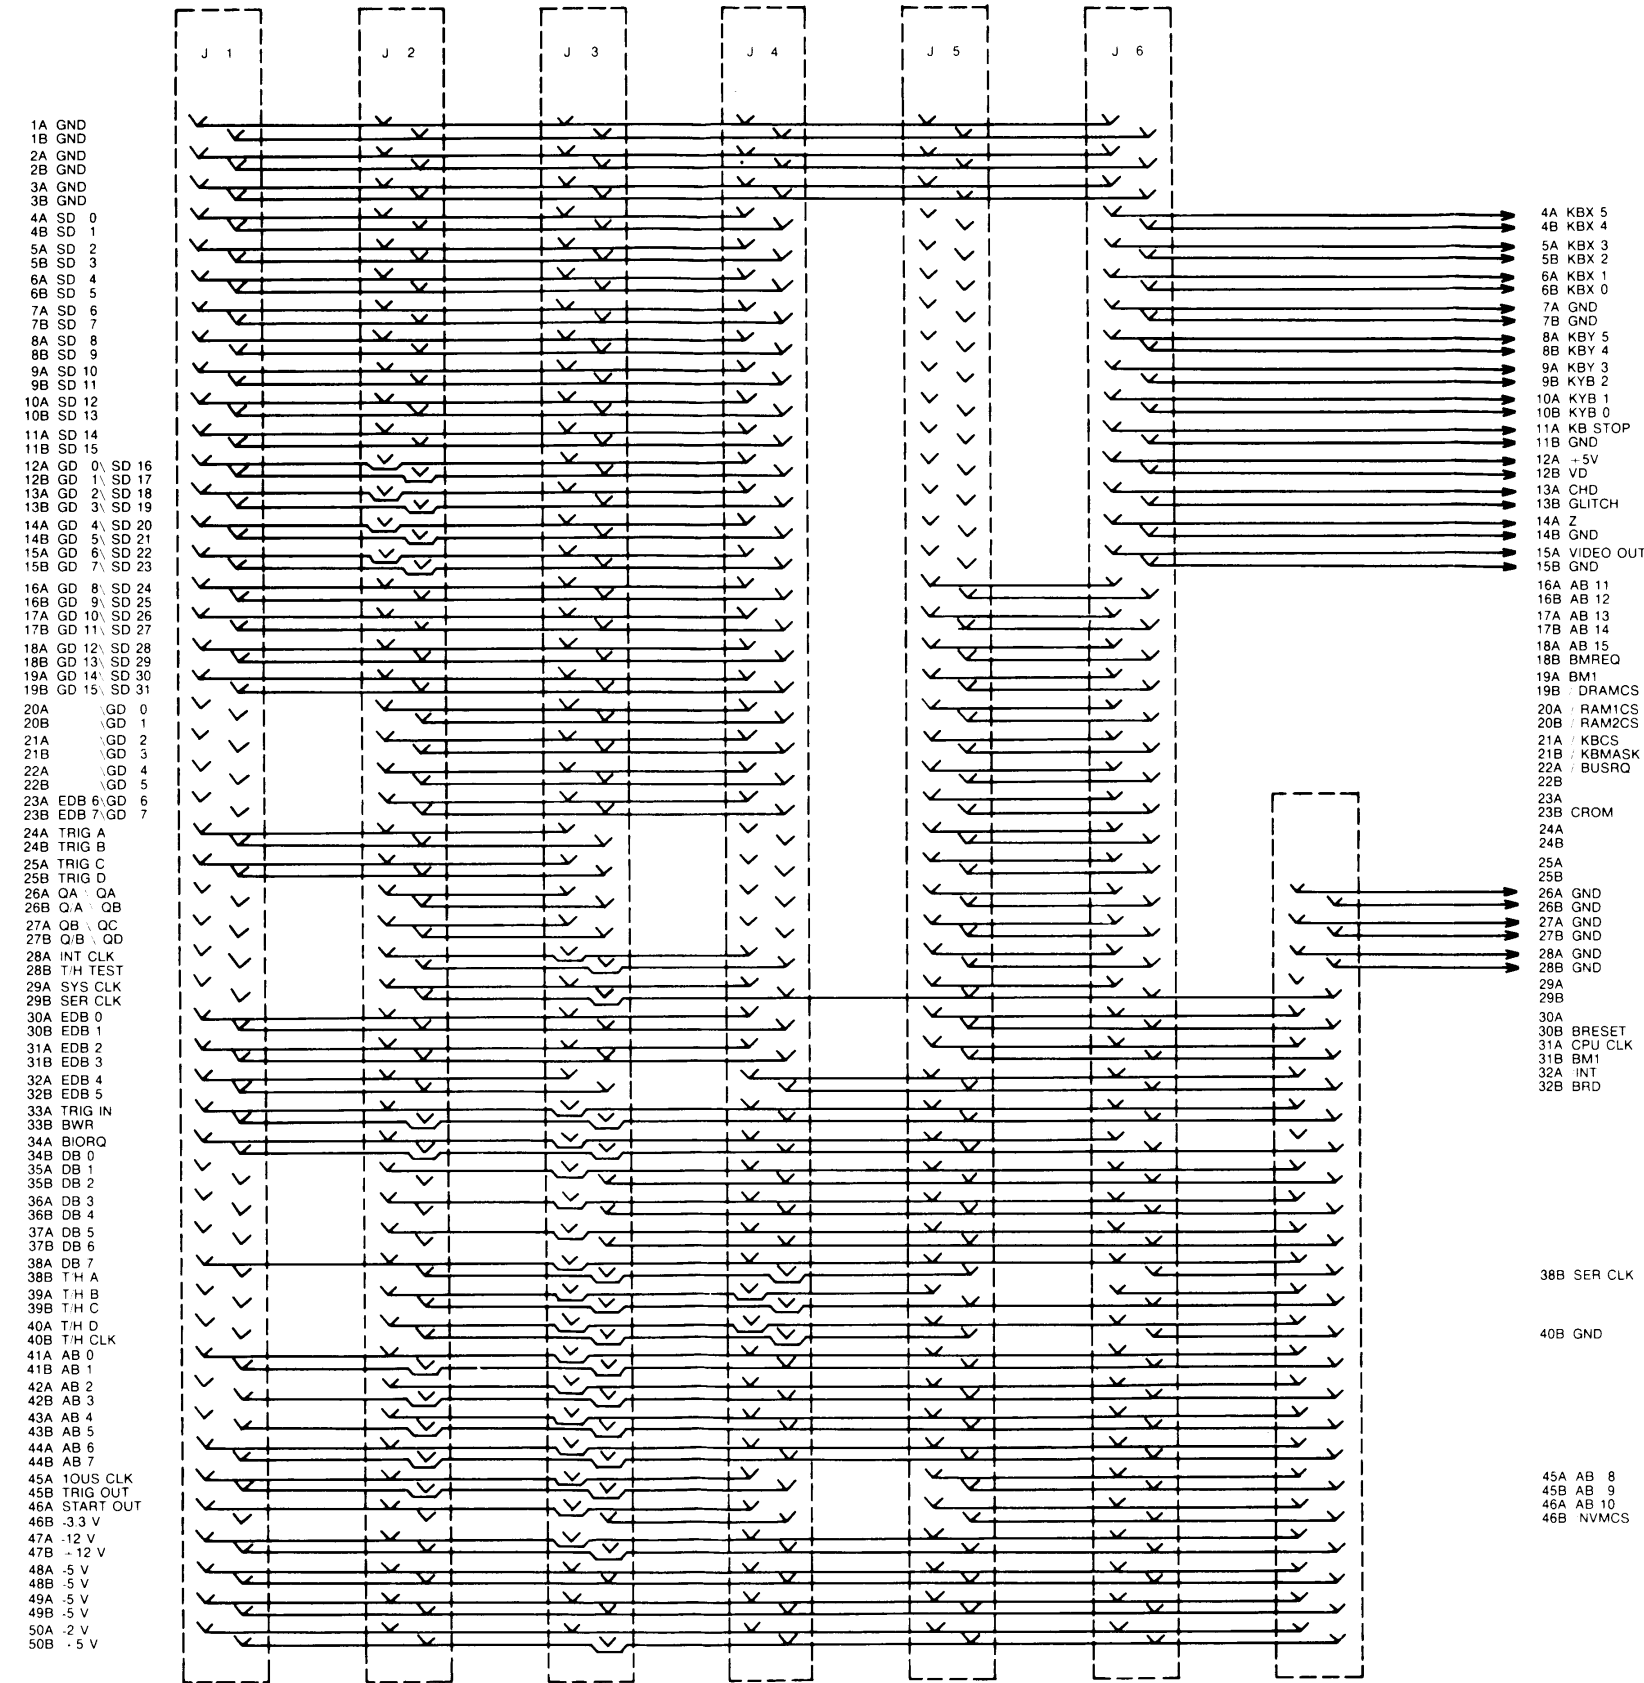 J 1
J 2
J 3
J 4
J 5
J 6
1A GND
1B GND
2A GND
2B GND
3A GND
3B GND
4A SD 0
4B SD 1
5A SD 2
5B SD 3
6A SD 4
6B SD 5
7A SD 6
7B SD 7
8A SD 8
8B SD 9
9A SD 10
9B SD 11
10A SD 12
10B SD 13
11A SD 14
11B SD 15
12A GD 0\ SD 16
12B GD 1\ SD 17
13A GD 2\ SD 18
13B GD 3\ SD 19
14A GD 4\ SD 20
14B GD 5\ SD 21
15A GD 6\ SD 22
15B GD 7\ SD 23
16A GD 8\ SD 24
16B GD 9\ SD 25
17A GD 10\ SD 26
17B GD 11\ SD 27
18A GD 12\ SD 28
18B GD 13\ SD 29
19A GD 14\ SD 30
19B GD 15\ SD 31
20A \GD 0
20B \GD 1
21A \GD 2
21B \GD 3
22A \GD 4
22B \GD 5
23A EDB 6\GD 6
23B EDB 7\GD 7
24A TRIG A
24B TRIG B
25A TRIG C
25B TRIG D
26A QA \ QA
26B Q/A \ QB
27A QB \ QC
27B Q/B \ QD
28A INT CLK
28B T/H TEST
29A SYS CLK
29B SER CLK
30A EDB 0
30B EDB 1
31A EDB 2
31B EDB 3
32A EDB 4
32B EDB 5
33A TRIG IN
33B BWR
34A BIORQ
34B DB 0
35A DB 1
35B DB 2
36A DB 3
36B DB 4
37A DB 5
37B DB 6
38A DB 7
38B T/H A
39A T/H B
39B T/H C
40A T/H D
40B T/H CLK
41A AB 0
41B AB 1
42A AB 2
42B AB 3
43A AB 4
43B AB 5
44A AB 6
44B AB 7
45A 10US CLK
45B TRIG OUT
46A START OUT
46B -3.3 V
47A -12 V
47B +12 V
48A -5 V
48B -5 V
49A -5 V
49B -5 V
50A -2 V
50B +5 V
4A KBX 5
4B KBX 4
5A KBX 3
5B KBX 2
6A KBX 1
6B KBX 0
7A GND
7B GND
8A KBY 5
8B KBY 4
9A KBY 3
9B KYB 2
10A KYB 1
10B KYB 0
11A KB STOP
11B GND
12A +5V
12B VD
13A CHD
13B GLITCH
14A Z
14B GND
15A VIDEO OUT
15B GND
16A AB 11
16B AB 12
17A AB 13
17B AB 14
18A AB 15
18B BMREQ
19A BM1
19B / DRAMCS
20A / RAM1CS
20B / RAM2CS
21A / KBCS
21B / KBMASK
22A / BUSRQ
22B
23A
23B CROM
24A
24B
25A
25B
26A GND
26B GND
27A GND
27B GND
28A GND
28B GND
29A
29B
30A
30B BRESET
31A CPU CLK
31B BM1
32A INT
32B BRD
38B SER CLK
40B GND
45A AB 8
45B AB 9
46A AB 10
46B NVMCS